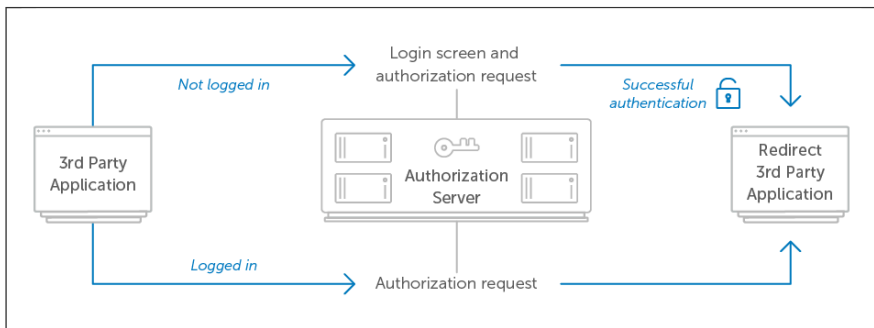 Login screen and
authorization request
Not logged in
Successful
authentication
3rd Party
Application
Authorization
Server
Redirect
3rd Party
Application
Logged in
Authorization request